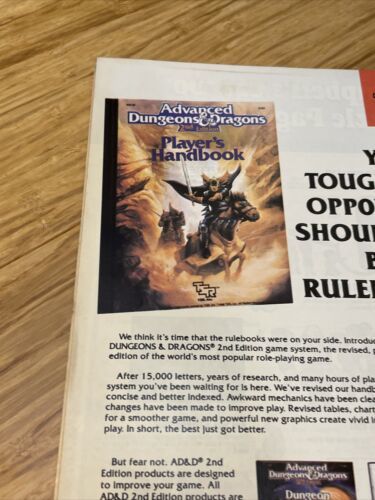 Advanced
Dungeons & Dragons
2nd Edition
Player's
Handbook
TSR
TOUG
OPPO
SHOUL
RULE
We think it's time that the rulebooks were on your side. Introdu
DUNGEONS & DRAGONS® 2nd Edition game system, the revised, p
edition of the world's most popular role-playing game.
After 15,000 letters, years of research, and many hours of pla
system you've been waiting for is here. We've revised our handb
concise and better indexed. Awkward mechanics have been clea
changes have been made to improve play. Revised tables, chart
for a smoother game, and powerful new graphics create vivid i
play. In short, the best just got better.
But fear not. AD&D® 2nd
Edition products are designed
to improve your game. All
AD&D 2nd Edition products are
Advanced
Dungeons & Dragons
Dungeon